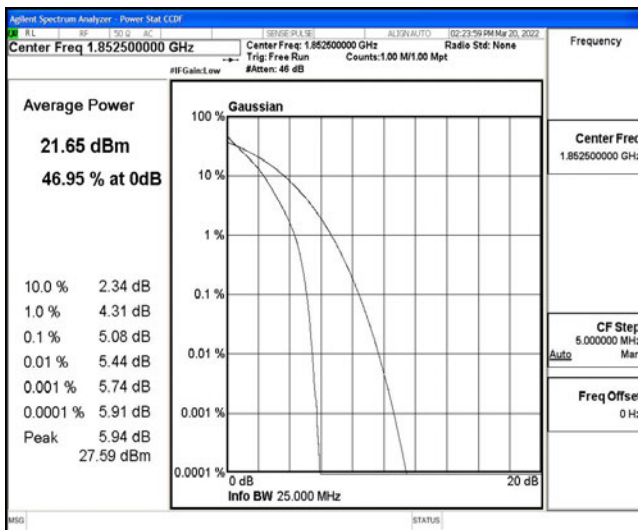 Agilent Spectrum Analyzer - Power Stat CCDF
RL RF 50 Ω AC SENSE:PULSE ALIGN AUTO 02:23:59 PM Mar 20, 2022
Center Freq 1.852500000 GHz
Center Freq: 1.852500000 GHz Radio Std: None
Trig: Free Run Counts:1.00 M/1.00 Mpt
#IFGain:Low #Atten: 46 dB
Frequency
Average Power
21.65 dBm
46.95 % at 0dB
10.0 % 2.34 dB
1.0 % 4.31 dB
0.1 % 5.08 dB
0.01 % 5.44 dB
0.001 % 5.74 dB
0.0001 % 5.91 dB
Peak 5.94 dB
27.59 dBm
Gaussian
100 %
10 %
1 %
0.1 %
0.01 %
0.001 %
0.0001 %
0 dB 20 dB
Info BW 25.000 MHz
Center Freq
1.852500000 GHz
CF Step
5.000000 MHz
Auto Man
Freq Offset
0 Hz
MSG STATUS